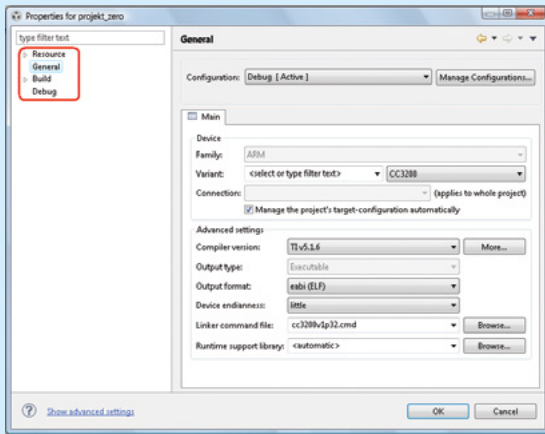 Properties for projekt_zero
type filter text
Resource
General
Build
Debug
General
Configuration: Debug [ Active ] Manage Configurations...
Main
Device
Family: ARM
Variant: <select or type filter text> CC3200
Connection: (applies to whole project)
Manage the project's target-configuration automatically
Advanced settings
Compiler version: TI v5.1.6 More...
Output type: Executable
Output format: eabi (ELF)
Device endianness: little
Linker command file: cc3200v1p32.cmd Browse...
Runtime support library: <automatic> Browse...
Show advanced settings
OK Cancel